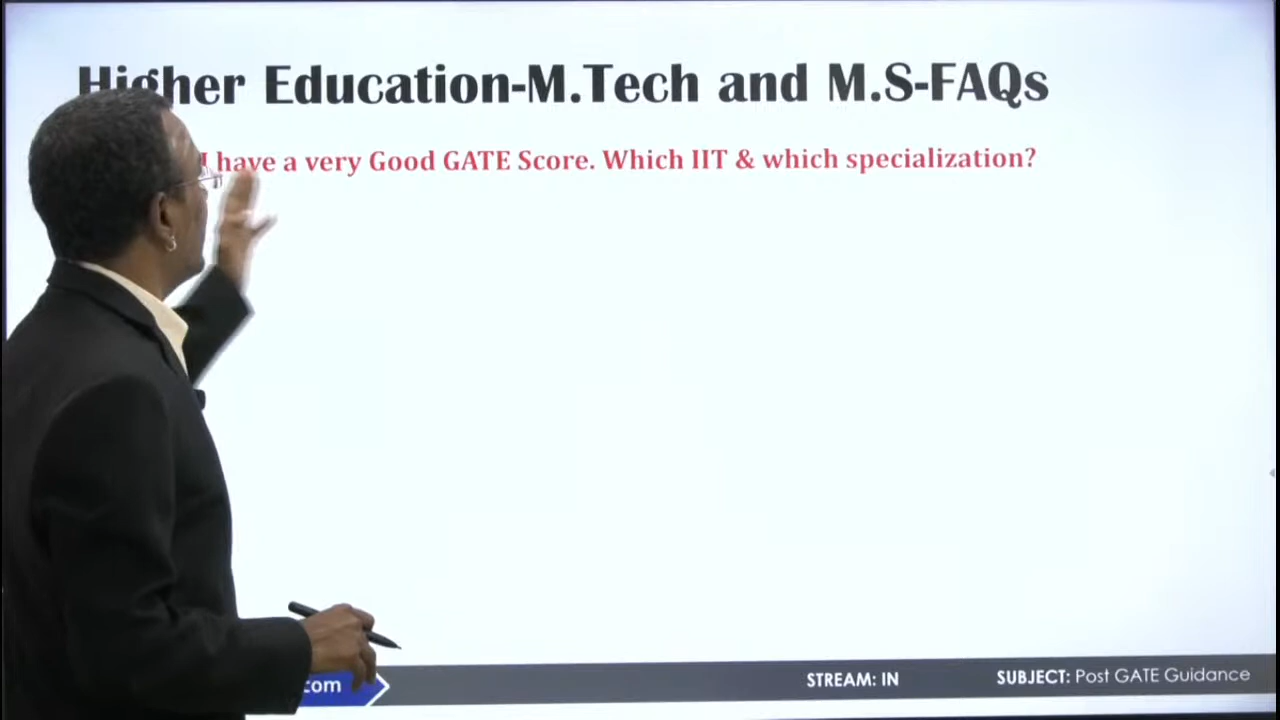 Higher Education-M.Tech and M.S-FAQs
I have a very Good GATE Score. Which IIT & which specialization?
.com
STREAM: IN
SUBJECT: Post GATE Guidance